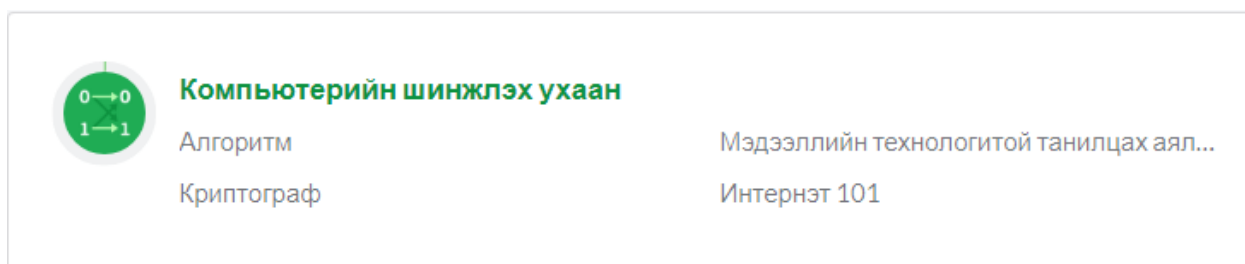 0→0
1→1
Компьютерийн шинжлэх ухаан
Алгоритм
Мэдээллийн технологитой танилцах аял...
Криптограф
Интернэт 101